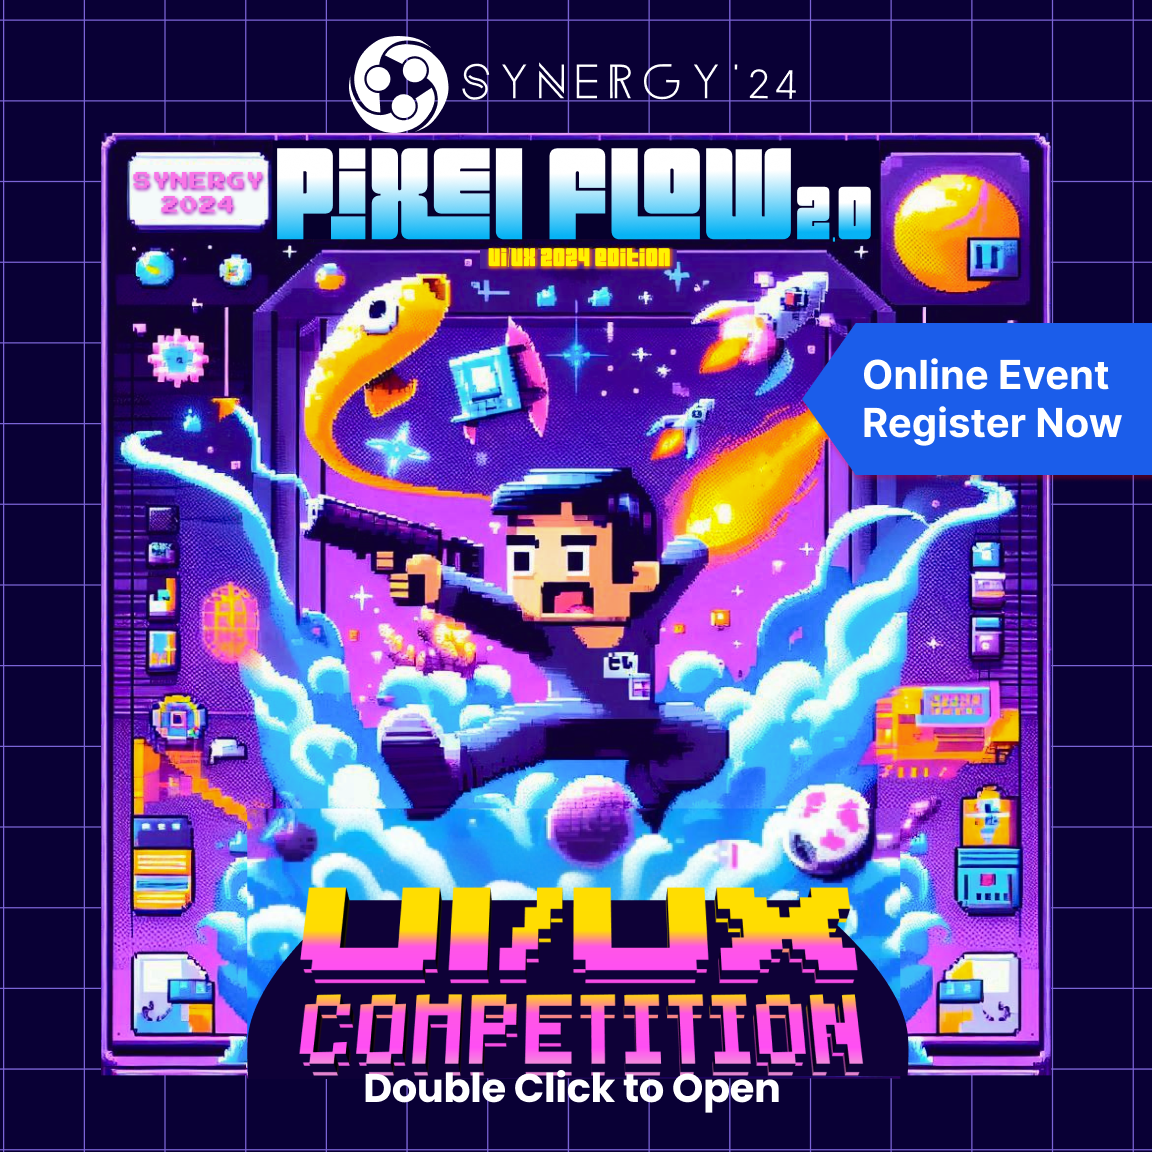 SYNERGY'24
SYNERGY
2024
PiXEL FLOW 2.0
UI/UX 2024 Edition
Online Event
Register Now
UI/UX
COMPETITION
Double Click to Open